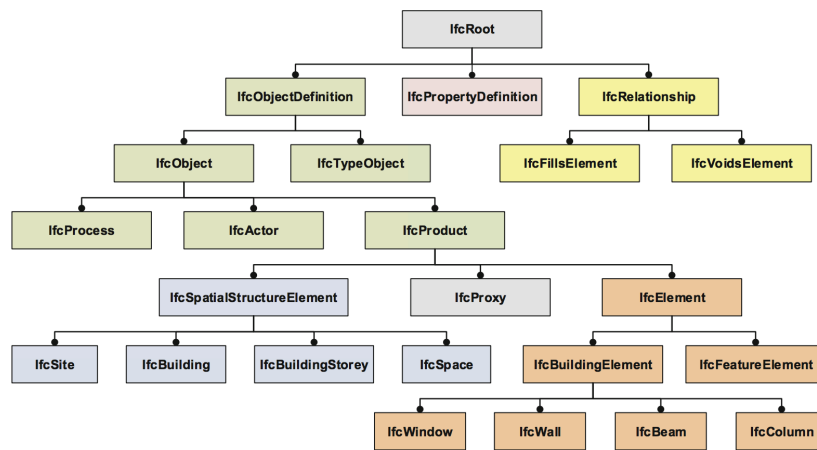 IfcRoot
IfcObjectDefinition
IfcPropertyDefinition
IfcRelationship
IfcObject
IfcTypeObject
IfcFillsElement
IfcVoidsElement
IfcProcess
IfcActor
IfcProduct
IfcSpatialStructureElement
IfcProxy
IfcElement
IfcSite
IfcBuilding
IfcBuildingStorey
IfcSpace
IfcBuildingElement
IfcFeatureElement
IfcWindow
IfcWall
IfcBeam
IfcColumn